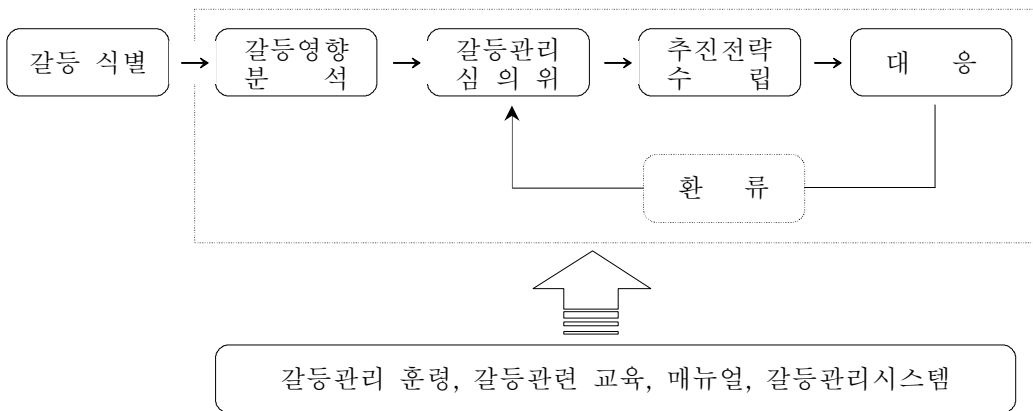 갈등 식별
갈등영향
분 석
갈등관리
심 의 위
추진전략
수 립
대 응
환 류
갈등관리 훈령, 갈등관련 교육, 매뉴얼, 갈등관리시스템